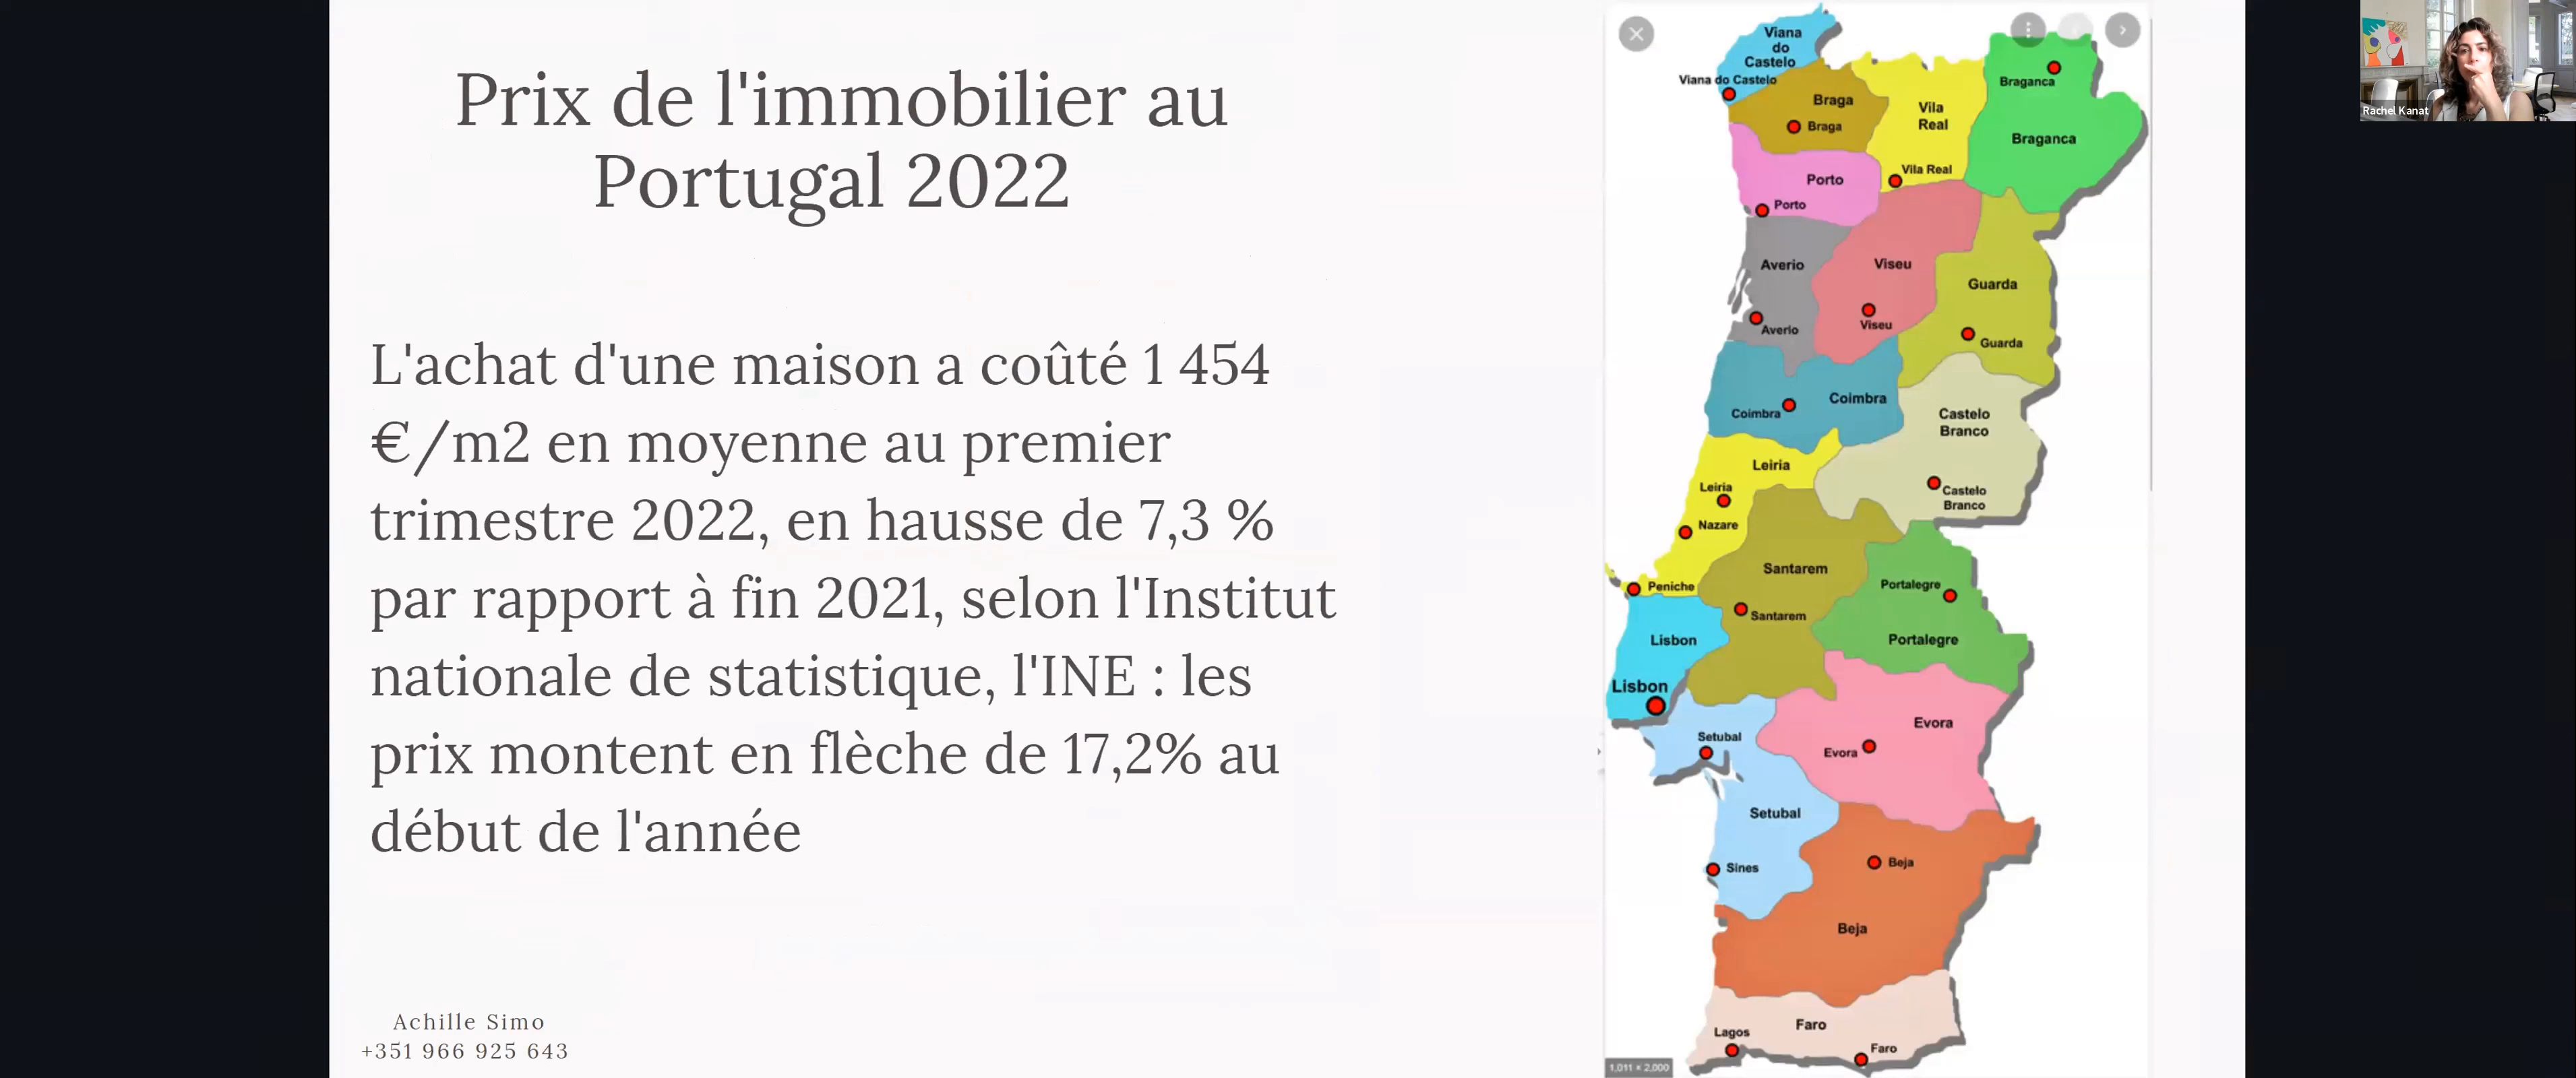 Prix de l'immobilier au
Portugal 2022
L'achat d'une maison a coûté 1 454
€/m2 en moyenne au premier
trimestre 2022, en hausse de 7,3 %
par rapport à fin 2021, selon l'Institut
nationale de statistique, l'INE : les
prix montent en flèche de 17,2% au
début de l'année
Achille Simo
+351 966 925 643
Viana
do
Castelo
Viana do Castelo
Braga
Braga
Vila
Real
Vila Real
Braganca
Braganca
Porto
Porto
Averio
Averio
Viseu
Viseu
Guarda
Guarda
Coimbra
Coimbra
Castelo
Branco
Castelo
Branco
Leiria
Leiria
Nazare
Peniche
Santarem
Santarem
Portalegre
Portalegre
Lisbon
Lisbon
Setubal
Setubal
Sines
Evora
Evora
Beja
Beja
Faro
Lagos
Faro
1,011 × 2,000
Rachel Kanat